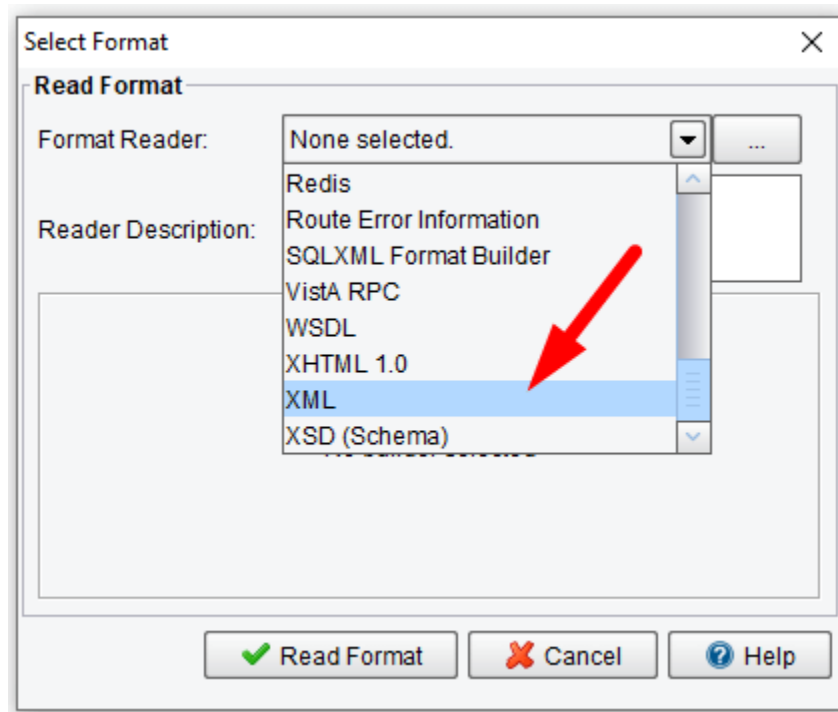 Select Format
Read Format
Format Reader:
None selected.
...
Redis
Route Error Information
Reader Description:
SQLXML Format Builder
VistA RPC
WSDL
XHTML 1.0
XML
XSD (Schema)
Read Format
Cancel
Help